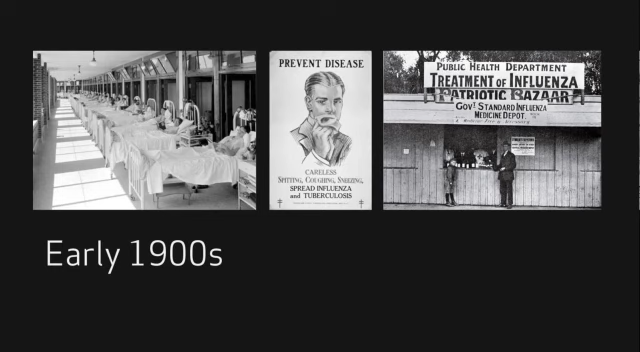 PREVENT DISEASE
CARELESS
SPITTING, COUGHING, SNEEZING,
SPREAD INFLUENZA
and TUBERCULOSIS
PUBLIC HEALTH DEPARTMENT
TREATMENT OF INFLUENZA
PATRIOTIC BAZAAR
GOVT STANDARD INFLUENZA
MEDICINE DEPOT.
Early 1900s